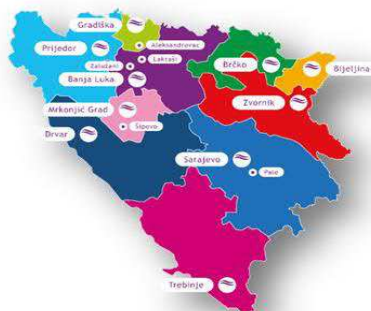 Gradiška
Aleksandrovac
Prijedor
Laktaši
Zalužani
Banja Luka
Brčko
Bijeljina
Mrkonjić Grad
Zvornik
Šipovo
Drvar
Sarajevo
Pale
Trebinje